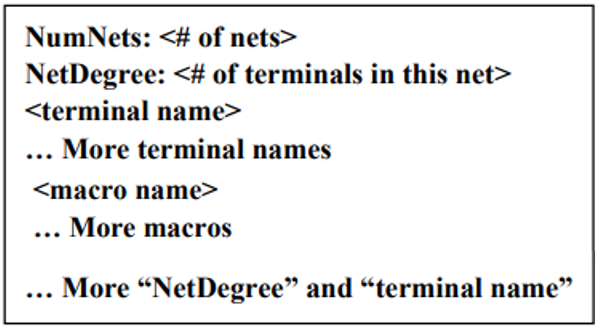 NumNets: <# of nets>
NetDegree: <# of terminals in this net>
<terminal name>
… More terminal names
<macro name>
… More macros
… More “NetDegree” and “terminal name”